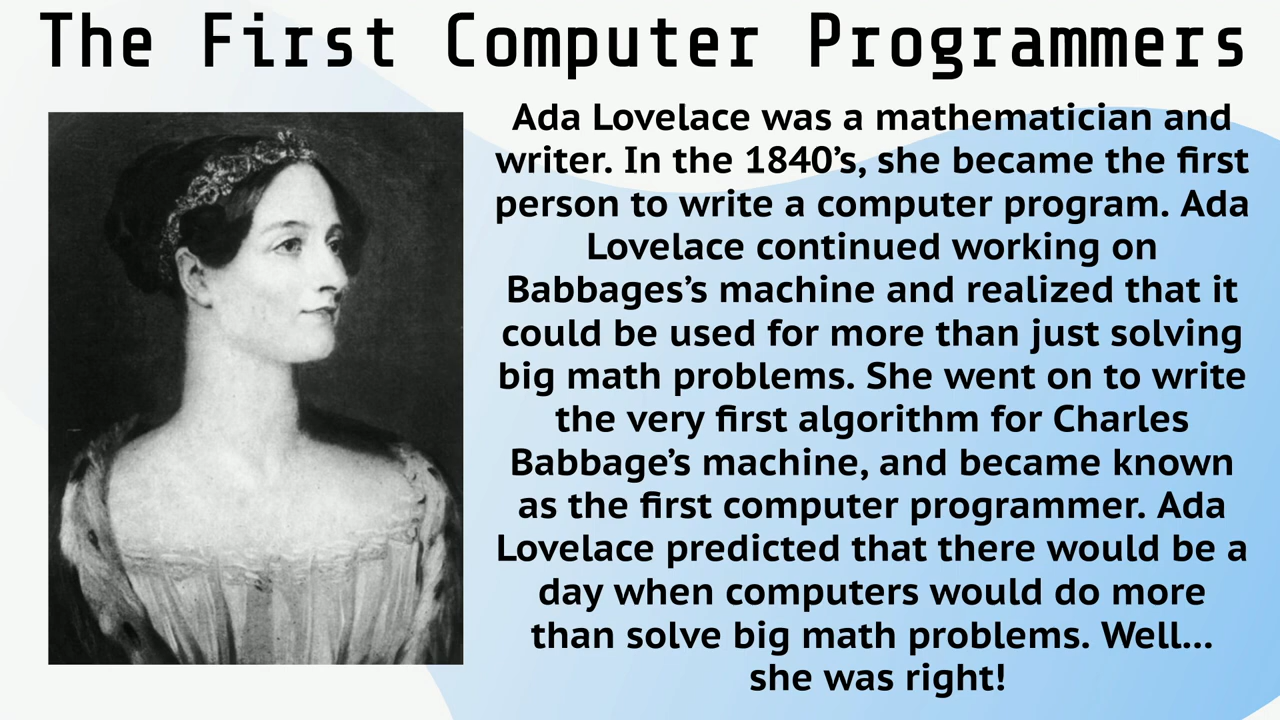 The First Computer Programmers
Ada Lovelace was a mathematician and
writer. In the 1840’s, she became the first
person to write a computer program. Ada
Lovelace continued working on
Babbages’s machine and realized that it
could be used for more than just solving
big math problems. She went on to write
the very first algorithm for Charles
Babbage’s machine, and became known
as the first computer programmer. Ada
Lovelace predicted that there would be a
day when computers would do more
than solve big math problems. Well...
she was right!